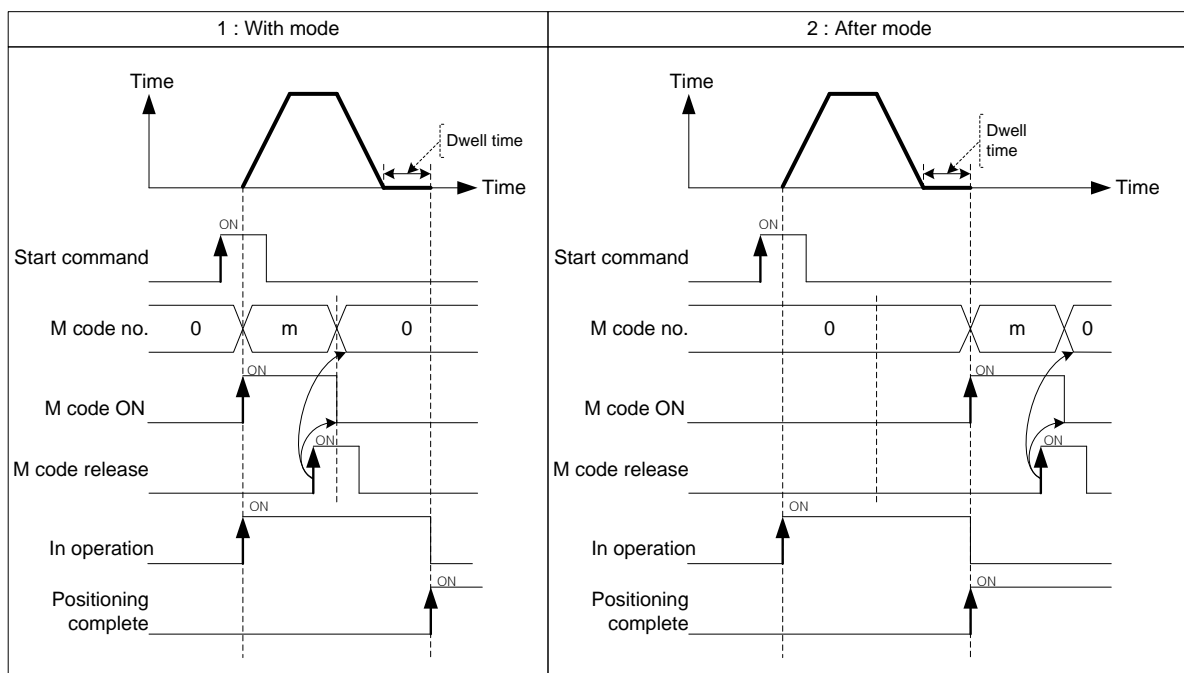 1 : With mode
Time
Dwell time
Time
ON
Start command
M code no.
0
m
0
ON
M code ON
ON
M code release
ON
In operation
ON
Positioning
complete
2 : After mode
Time
Dwell
time
Time
ON
Start command
M code no.
0
m
0
ON
M code ON
ON
M code release
ON
In operation
ON
Positioning
complete